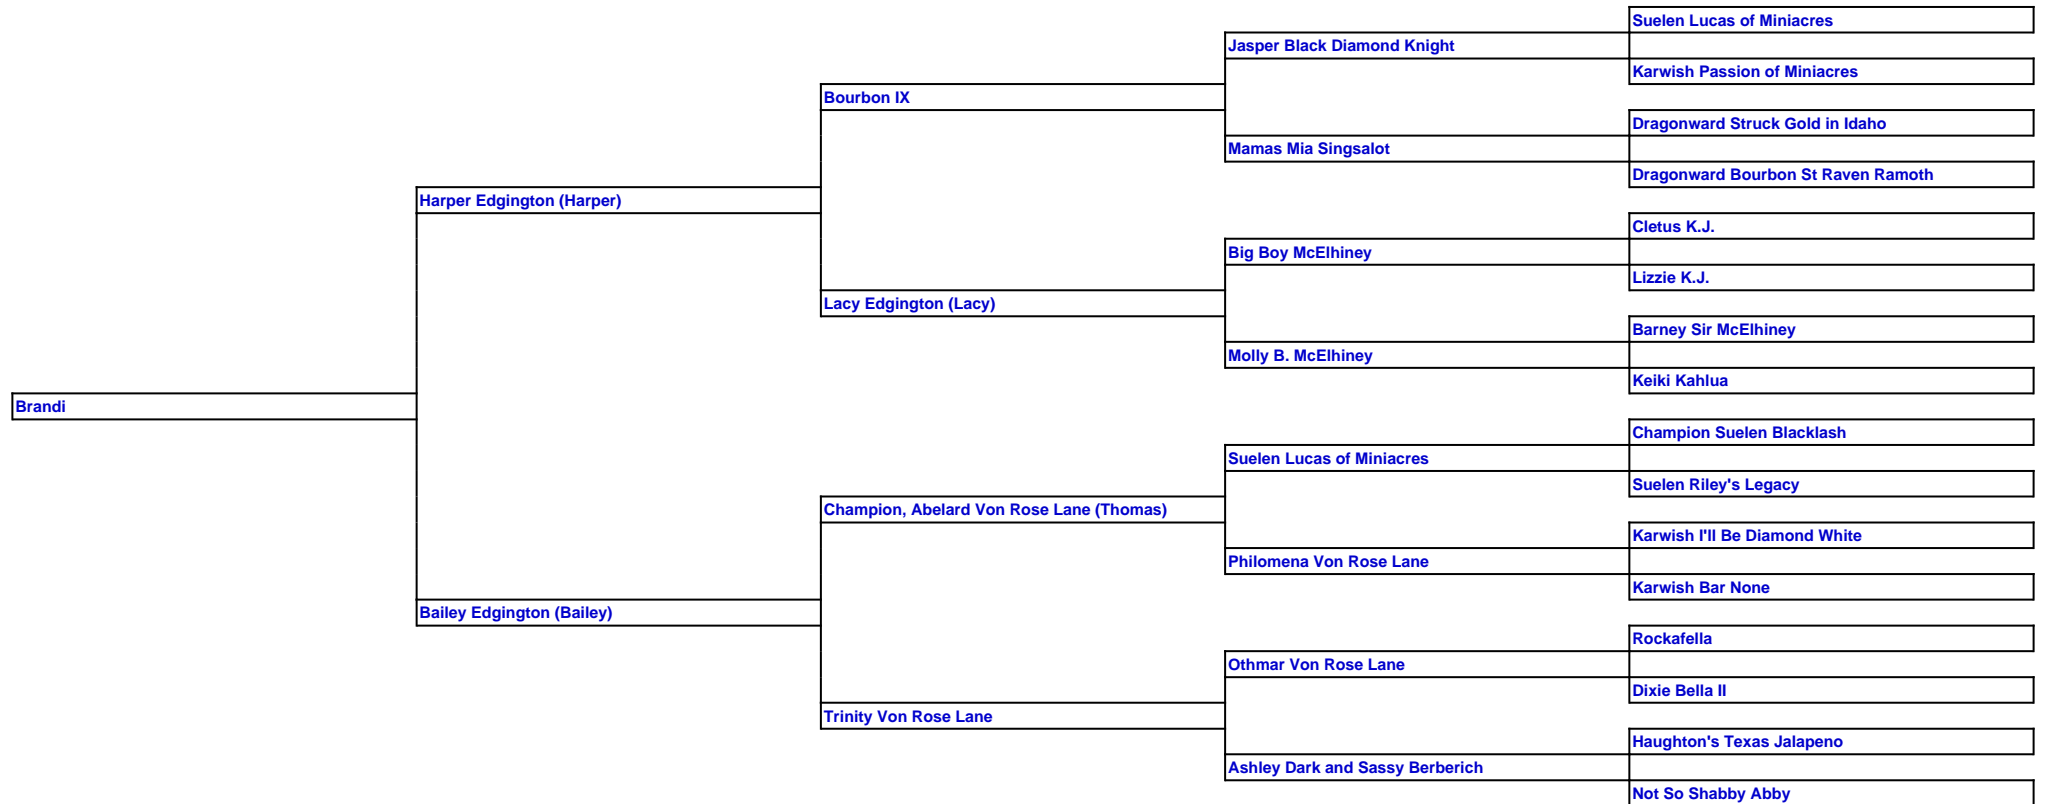 Suelen Lucas of Miniacres
Jasper Black Diamond Knight
Karwish Passion of Miniacres
Bourbon IX
Dragonward Struck Gold in Idaho
Mamas Mia Singsalot
Dragonward Bourbon St Raven Ramoth
Harper Edgington (Harper)
Cletus K.J.
Big Boy McElhiney
Lizzie K.J.
Lacy Edgington (Lacy)
Barney Sir McElhiney
Molly B. McElhiney
Keiki Kahlua
Brandi
Champion Suelen Blacklash
Suelen Lucas of Miniacres
Suelen Riley's Legacy
Champion, Abelard Von Rose Lane (Thomas)
Karwish I'll Be Diamond White
Philomena Von Rose Lane
Karwish Bar None
Bailey Edgington (Bailey)
Rockafella
Othmar Von Rose Lane
Dixie Bella II
Trinity Von Rose Lane
Haughton's Texas Jalapeno
Ashley Dark and Sassy Berberich
Not So Shabby Abby